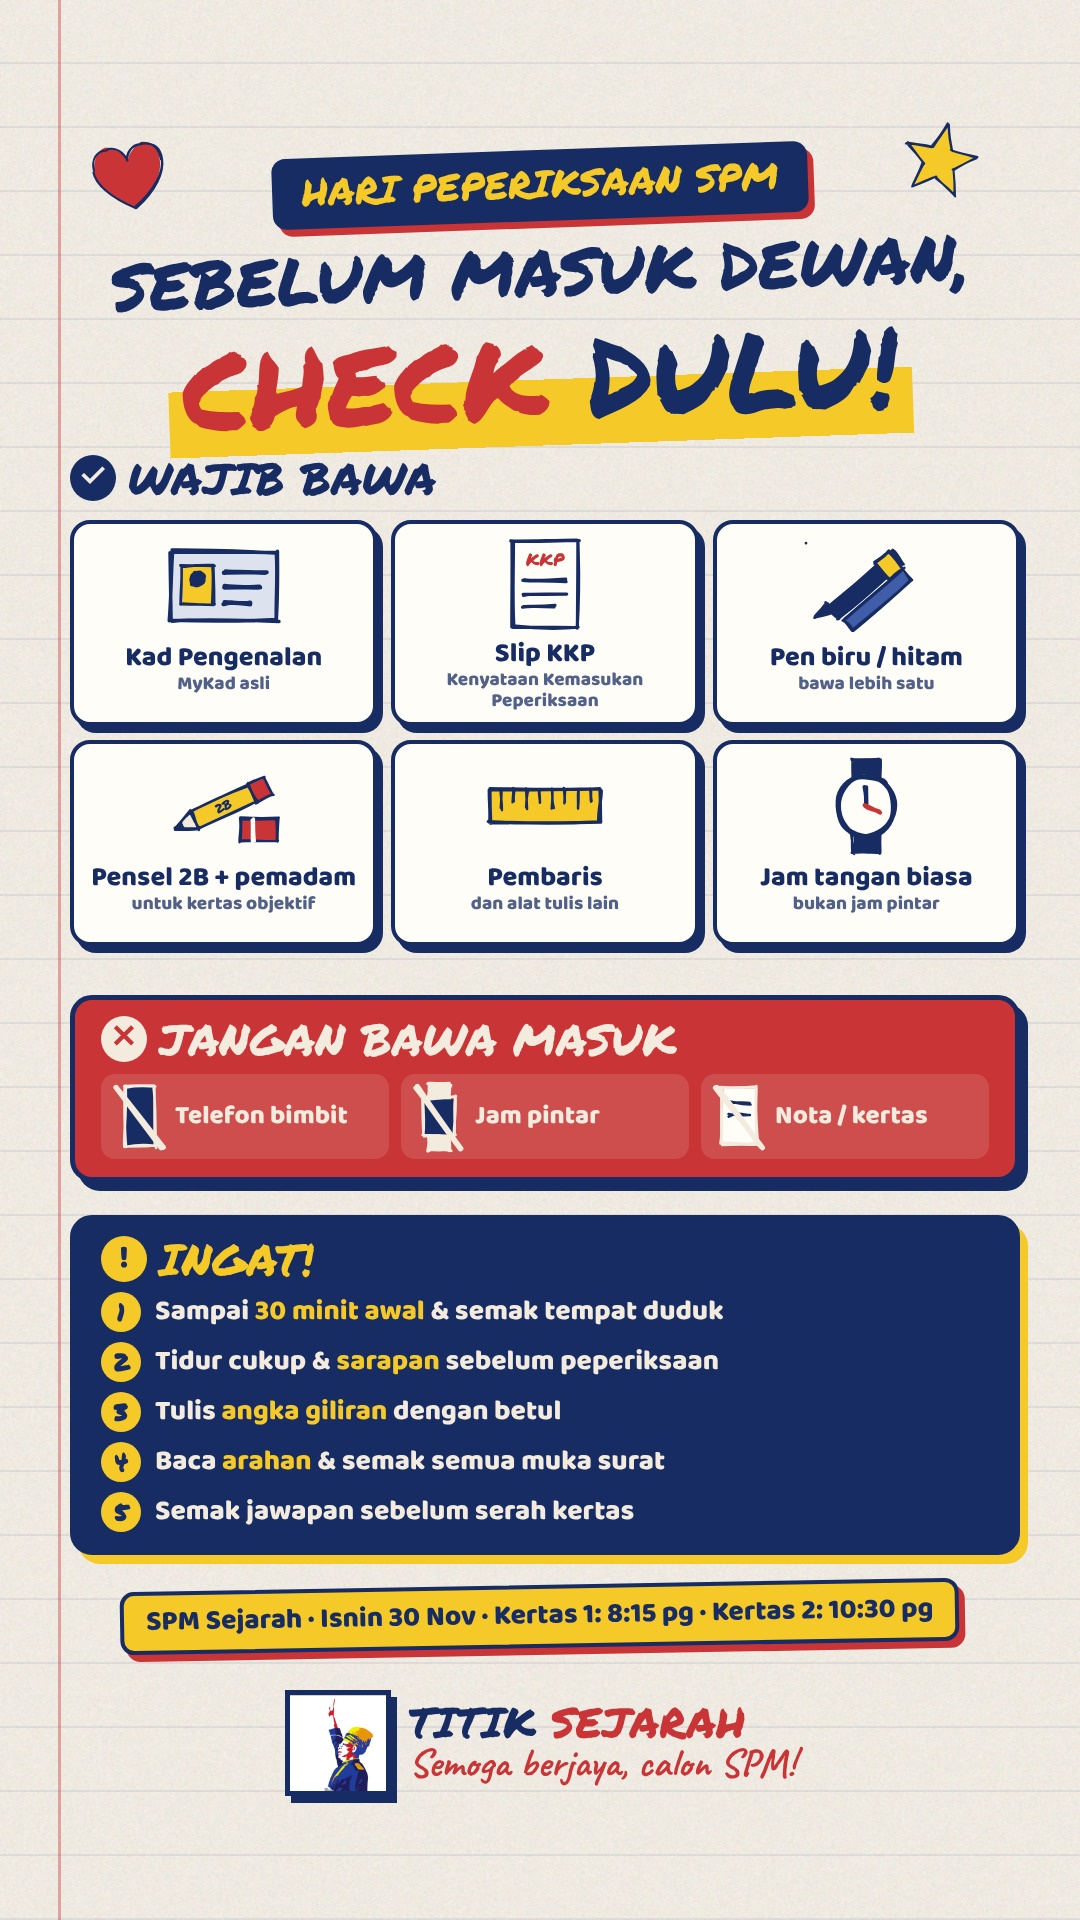 HARI PEPERIKSAAN SPM
SEBELUM MASUK DEWAN,
CHECK DULU!
WAJIB BAWA
KKP
Kad Pengenalan
MyKad asli
Slip KKP
Kenyataan Kemasukan
Peperiksaan
Pen biru / hitam
bawa lebih satu
2B
Pensel 2B + pemadam
untuk kertas objektif
Pembaris
dan alat tulis lain
Jam tangan biasa
bukan jam pintar
JANGAN BAWA MASUK
Telefon bimbit
Jam pintar
Nota / kertas
! INGAT!
1 Sampai 30 minit awal & semak tempat duduk
2 Tidur cukup & sarapan sebelum peperiksaan
3 Tulis angka giliran dengan betul
4 Baca arahan & semak semua muka surat
5 Semak jawapan sebelum serah kertas
SPM Sejarah · Isnin 30 Nov · Kertas 1: 8:15 pg · Kertas 2: 10:30 pg
TITIK SEJARAH
Semoga berjaya, calon SPM!